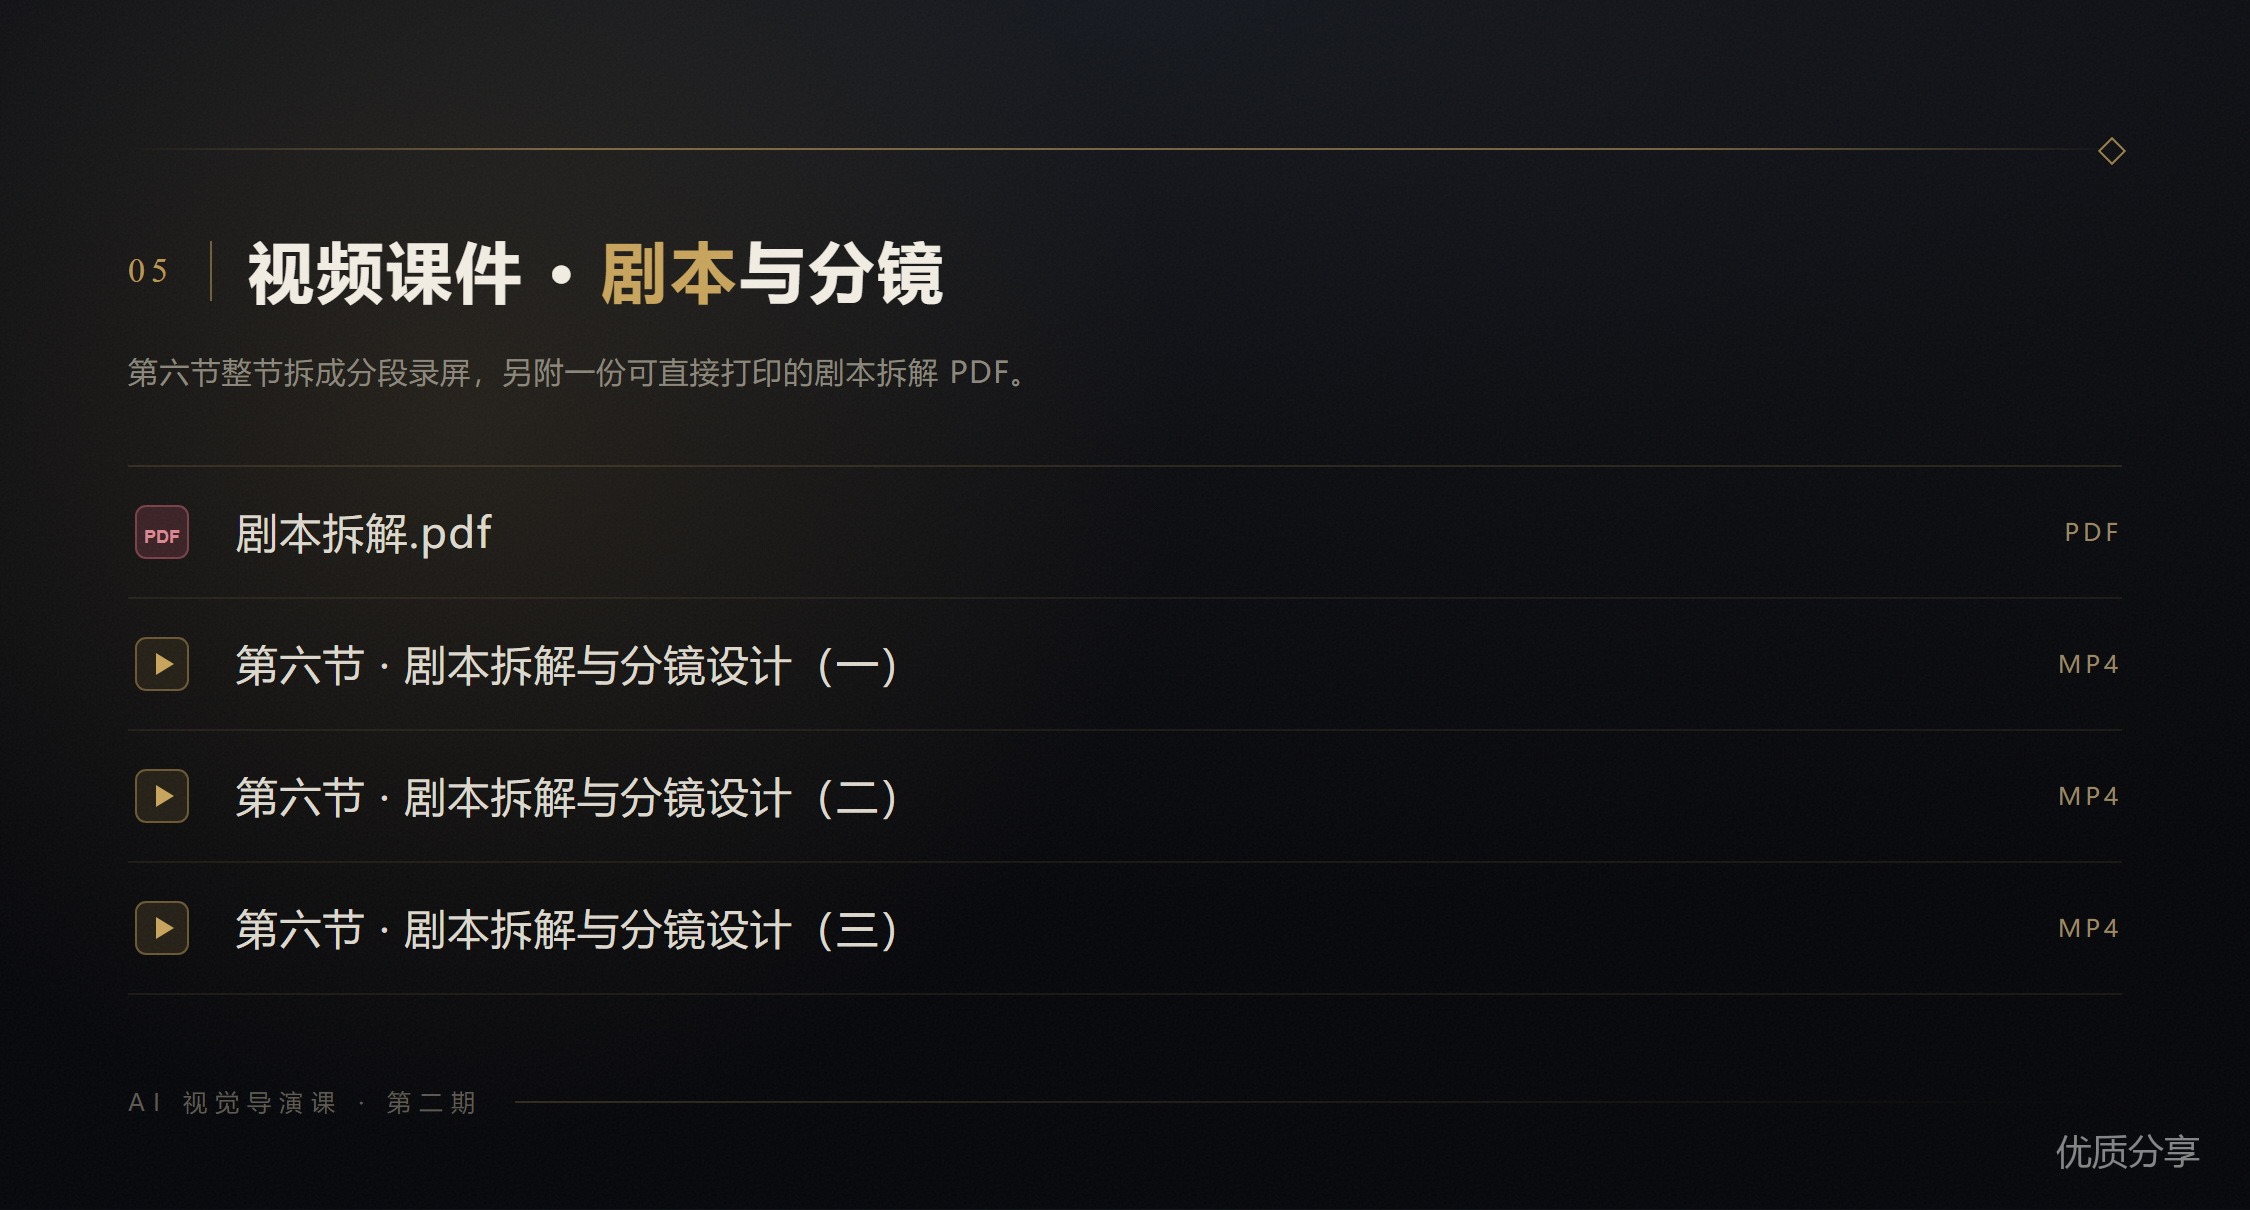 05
视频课件·剧本与分镜
第六节整节拆成分段录屏，另附一份可直接打印的剧本拆解 PDF。
PDF 剧本拆解.pdf PDF
第六节 · 剧本拆解与分镜设计（一） MP4
第六节 · 剧本拆解与分镜设计（二） MP4
第六节 · 剧本拆解与分镜设计（三） MP4
AI 视觉导演课 · 第二期
优质分享